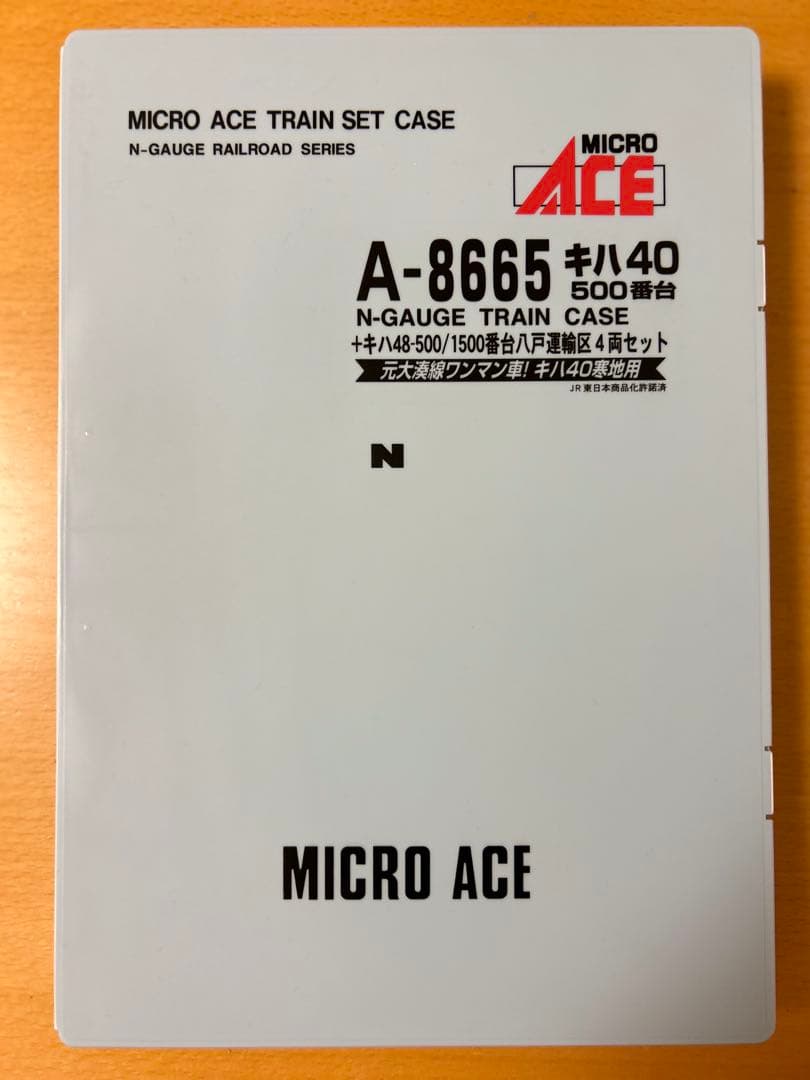 MICRO ACE TRAIN SET CASE
N-GAUGE RAILROAD SERIES
MICRO
ACE
A-8665 キハ40
500番台
N-GAUGE TRAIN CASE
+キハ48-500/1500番台八戸運輸区4両セット
元大湊線ワンマン車!キハ40寒地用
JR東日本商品化許諾済
N
MICRO ACE